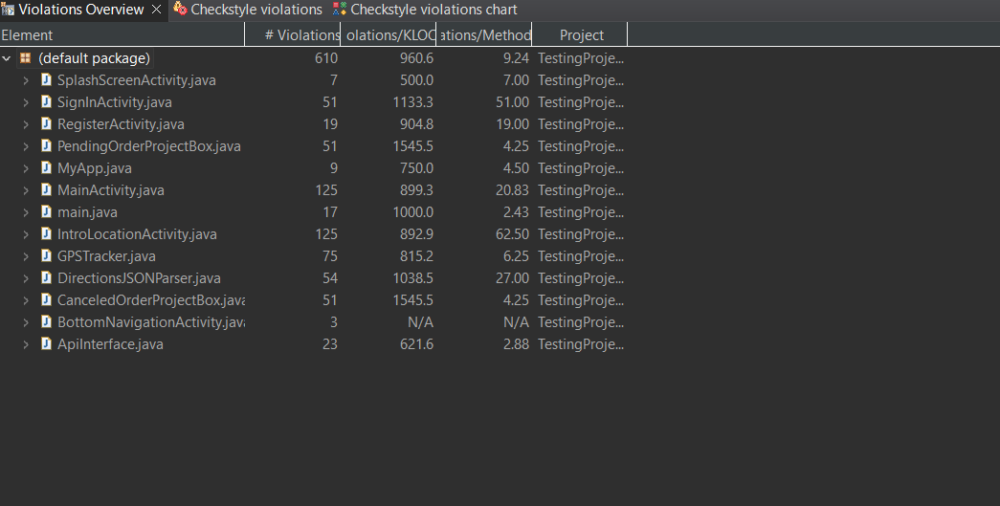 Violations Overview Checkstyle violations Checkstyle violations chart
Element # Violations olations/KLOC ations/Method Project
(default package) 610 960.6 9.24 TestingProje...
SplashScreenActivity.java 7 500.0 7.00 TestingProje...
SignInActivity.java 51 1133.3 51.00 TestingProje...
RegisterActivity.java 19 904.8 19.00 TestingProje...
PendingOrderProjectBox.java 51 1545.5 4.25 TestingProje...
MyApp.java 9 750.0 4.50 TestingProje...
MainActivity.java 125 899.3 20.83 TestingProje...
main.java 17 1000.0 2.43 TestingProje...
IntroLocationActivity.java 125 892.9 62.50 TestingProje...
GPSTracker.java 75 815.2 6.25 TestingProje...
DirectionsJSONParser.java 54 1038.5 27.00 TestingProje...
CanceledOrderProjectBox.java 51 1545.5 4.25 TestingProje...
BottomNavigationActivity.java 3 N/A N/A TestingProje...
ApiInterface.java 23 621.6 2.88 TestingProje...